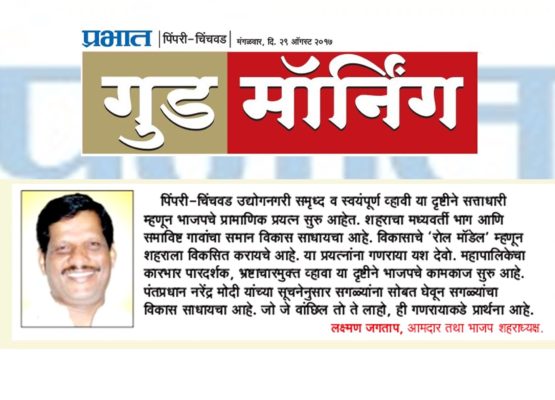 प्रभात | पिंपरी-चिंचवड | मंगळवार, दि. २९ ऑगस्ट २०१७
गुड मॉर्निंग
पिंपरी-चिंचवड उद्योगनगरी समृध्द व स्वयंपूर्ण व्हावी या दृष्टीने सत्ताधारी
म्हणून भाजपचे प्रामाणिक प्रयत्न सुरु आहेत. शहराचा मध्यवर्ती भाग आणि
समाविष्ट गावांचा समान विकास साधायचा आहे. विकासाचे 'रोल मॉडेल' म्हणून
शहराला विकसित करायचे आहे. या प्रयत्नांना गणराया यश देवो. महापालिकेचा
कारभार पारदर्शक, भ्रष्टाचारमुक्त व्हावा या दृष्टीने भाजपचे कामकाज सुरु आहे.
पंतप्रधान नरेंद्र मोदी यांच्या सूचनेनुसार सगळ्यांना सोबत घेवून सगळ्यांचा
विकास साधायचा आहे. जो जे वांछिल तो ते लाहो, ही गणरायाकडे प्रार्थना आहे.
लक्ष्मण जगताप, आमदार तथा भाजप शहराध्यक्ष.